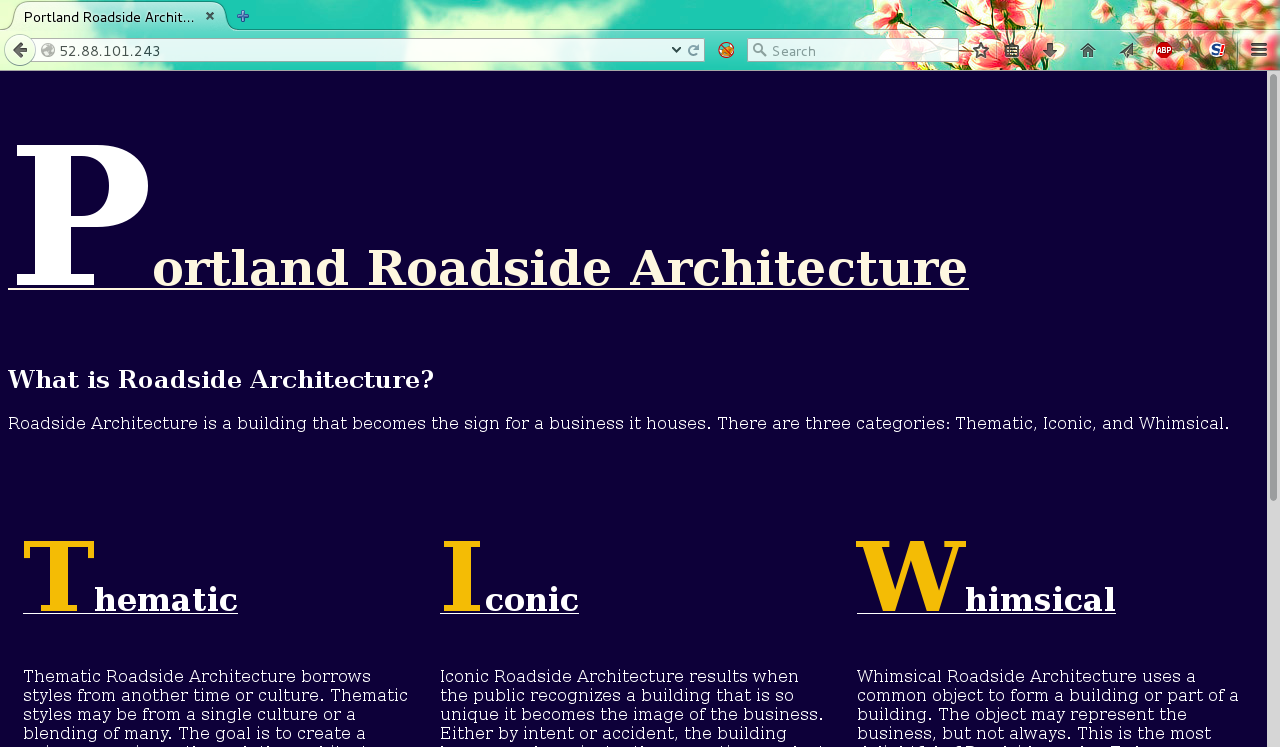 Portland Roadside Archit...
52.88.101.243
Search
ABP
S!
Portland Roadside Architecture
What is Roadside Architecture?
Roadside Architecture is a building that becomes the sign for a business it houses. There are three categories: Thematic, Iconic, and Whimsical.
Thematic
Thematic Roadside Architecture borrows
styles from another time or culture. Thematic
styles may be from a single culture or a
blending of many. The goal is to create a
Iconic
Iconic Roadside Architecture results when
the public recognizes a building that is so
unique it becomes the image of the business.
Either by intent or accident, the building
Whimsical
Whimsical Roadside Architecture uses a
common object to form a building or part of a
building. The object may represent the
business, but not always. This is the most